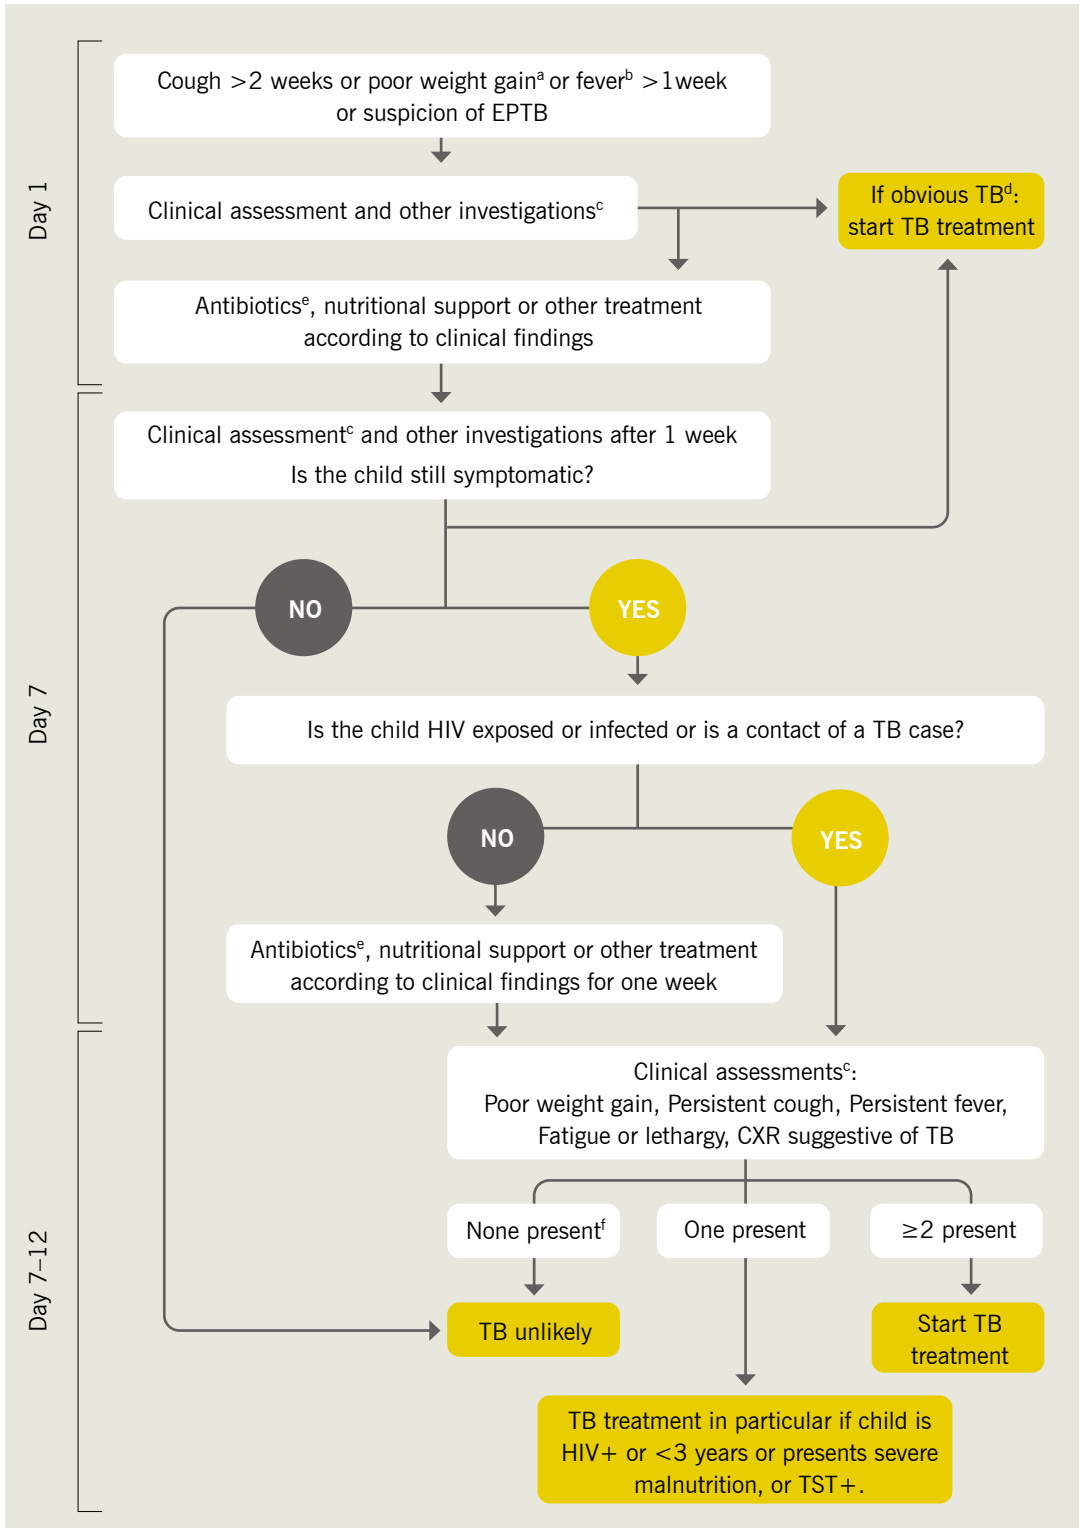 Day 1
Cough >2 weeks or poor weight gainª or feverᵇ >1week
or suspicion of EPTB
Clinical assessment and other investigationsᶜ
If obvious TBᵈ:
start TB treatment
Antibioticsᵉ, nutritional support or other treatment
according to clinical findings
Day 7
Clinical assessmentᶜ and other investigations after 1 week
Is the child still symptomatic?
NO
YES
Is the child HIV exposed or infected or is a contact of a TB case?
NO
YES
Antibioticsᵉ, nutritional support or other treatment
according to clinical findings for one week
Day 7–12
Clinical assessmentsᶜ:
Poor weight gain, Persistent cough, Persistent fever,
Fatigue or lethargy, CXR suggestive of TB
None presentᶠ
One present
≥2 present
TB unlikely
Start TB
treatment
TB treatment in particular if child is
HIV+ or <3 years or presents severe
malnutrition, or TST+.